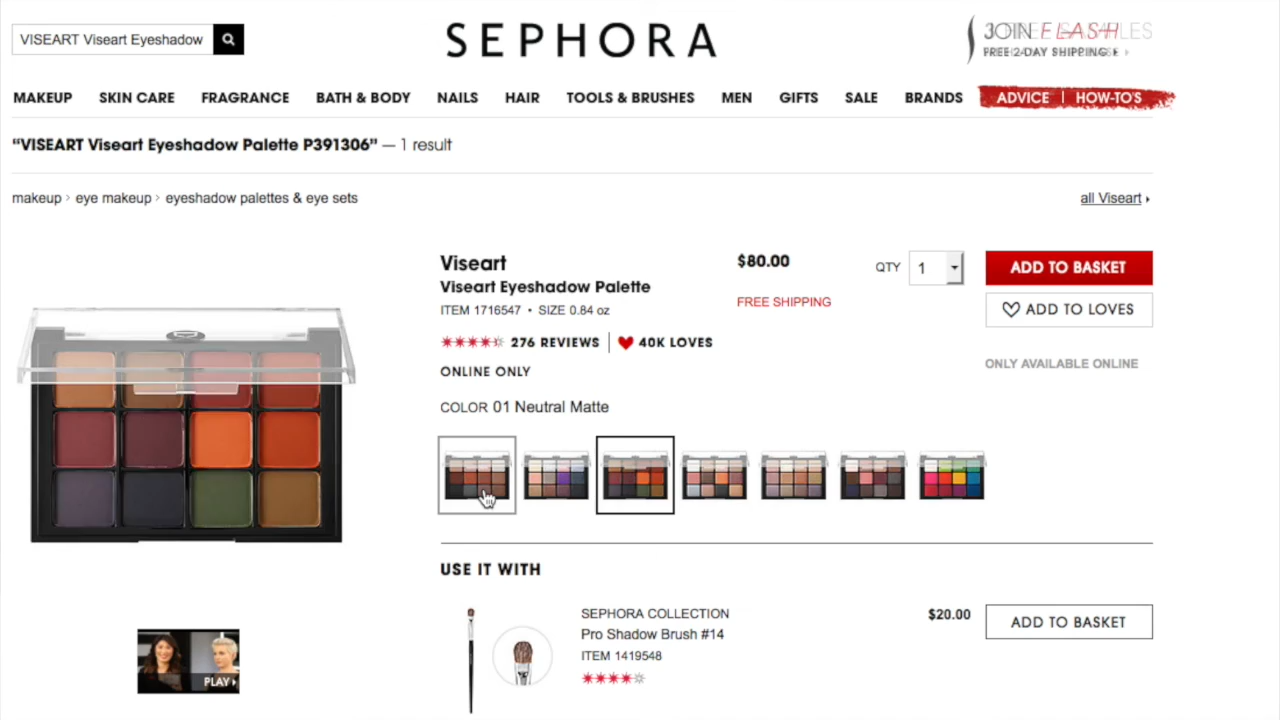 VISEART Viseart Eyeshadow
SEPHORA
JOIN FLASH
FREE 2-DAY SHIPPING
MAKEUP SKIN CARE FRAGRANCE BATH & BODY NAILS HAIR TOOLS & BRUSHES MEN GIFTS SALE BRANDS ADVICE | HOW-TO'S
"VISEART Viseart Eyeshadow Palette P391306" — 1 result
makeup › eye makeup › eyeshadow palettes & eye sets
all Viseart
Viseart
$80.00
QTY 1
ADD TO BASKET
Viseart Eyeshadow Palette
ITEM 1716547 • SIZE 0.84 oz
FREE SHIPPING
ADD TO LOVES
276 REVIEWS | 40K LOVES
ONLINE ONLY
ONLY AVAILABLE ONLINE
COLOR 01 Neutral Matte
USE IT WITH
SEPHORA COLLECTION
$20.00
ADD TO BASKET
Pro Shadow Brush #14
ITEM 1419548
PLAY